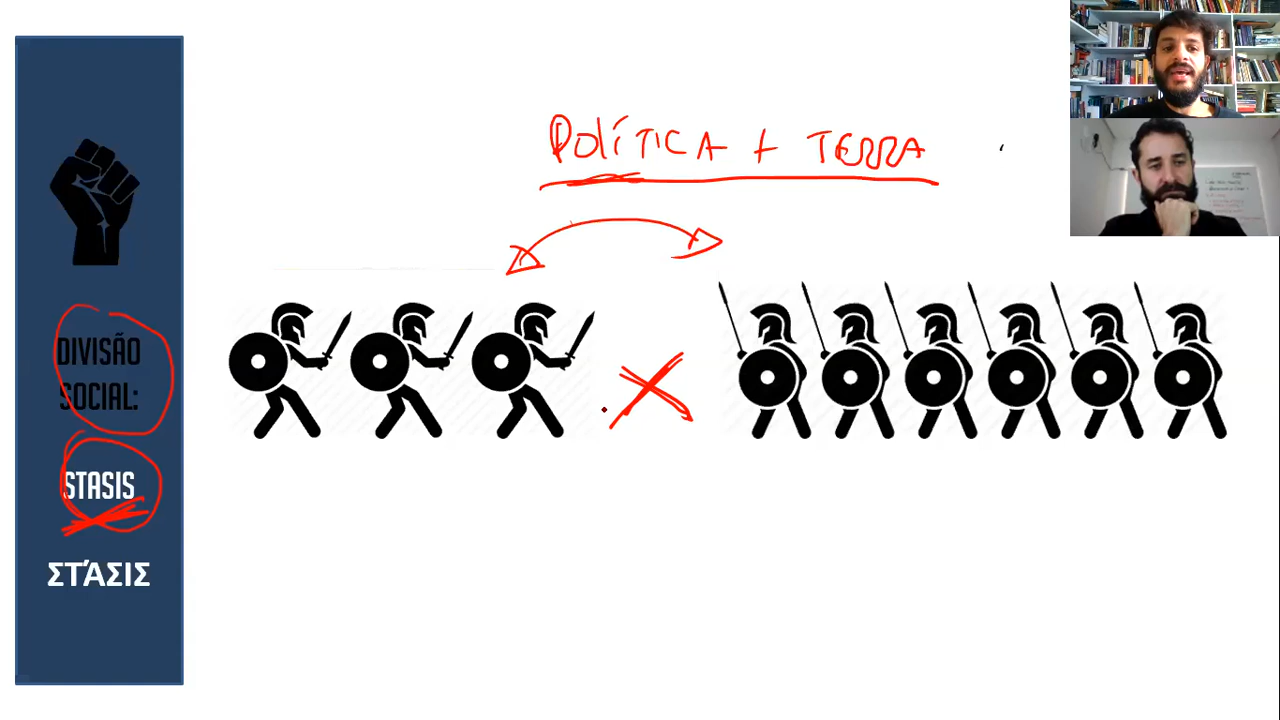 POLÍTICA + TERRA
DIVISÃO
SOCIAL:
STASIS
ΣΤΆΣΙΣ